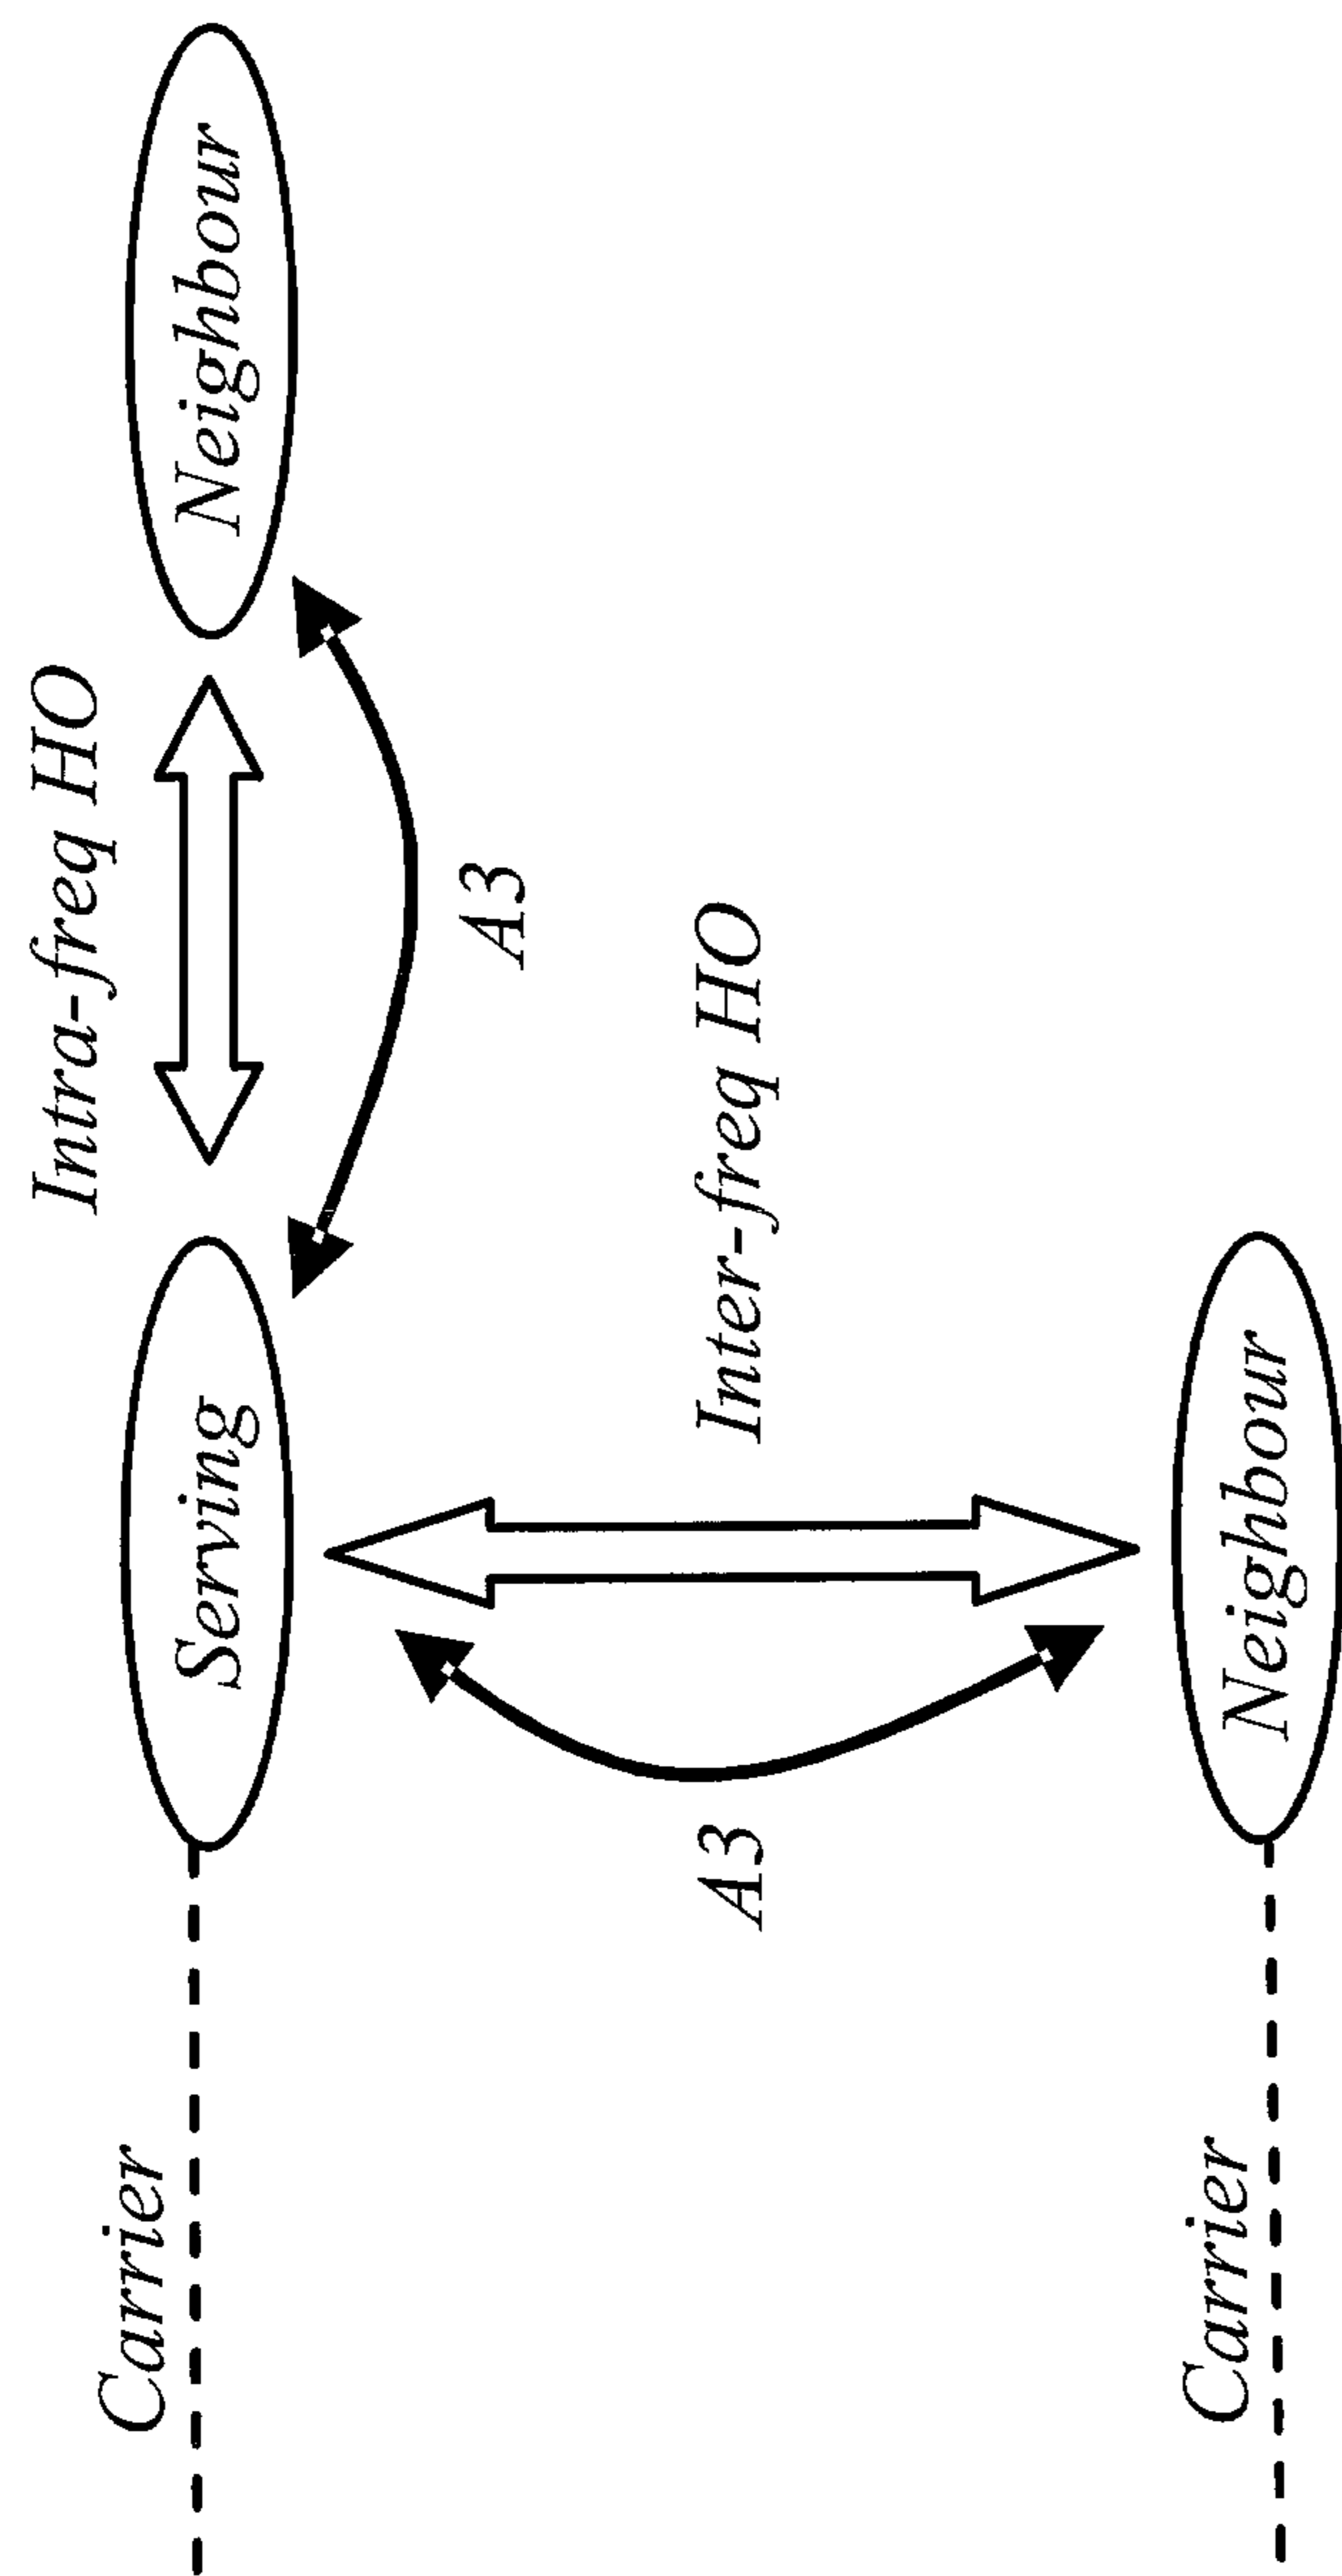 Intra-freq HO
Carrier
Serving
Neighbour
A3
A3
Inter-freq HO
Carrier
Neighbour